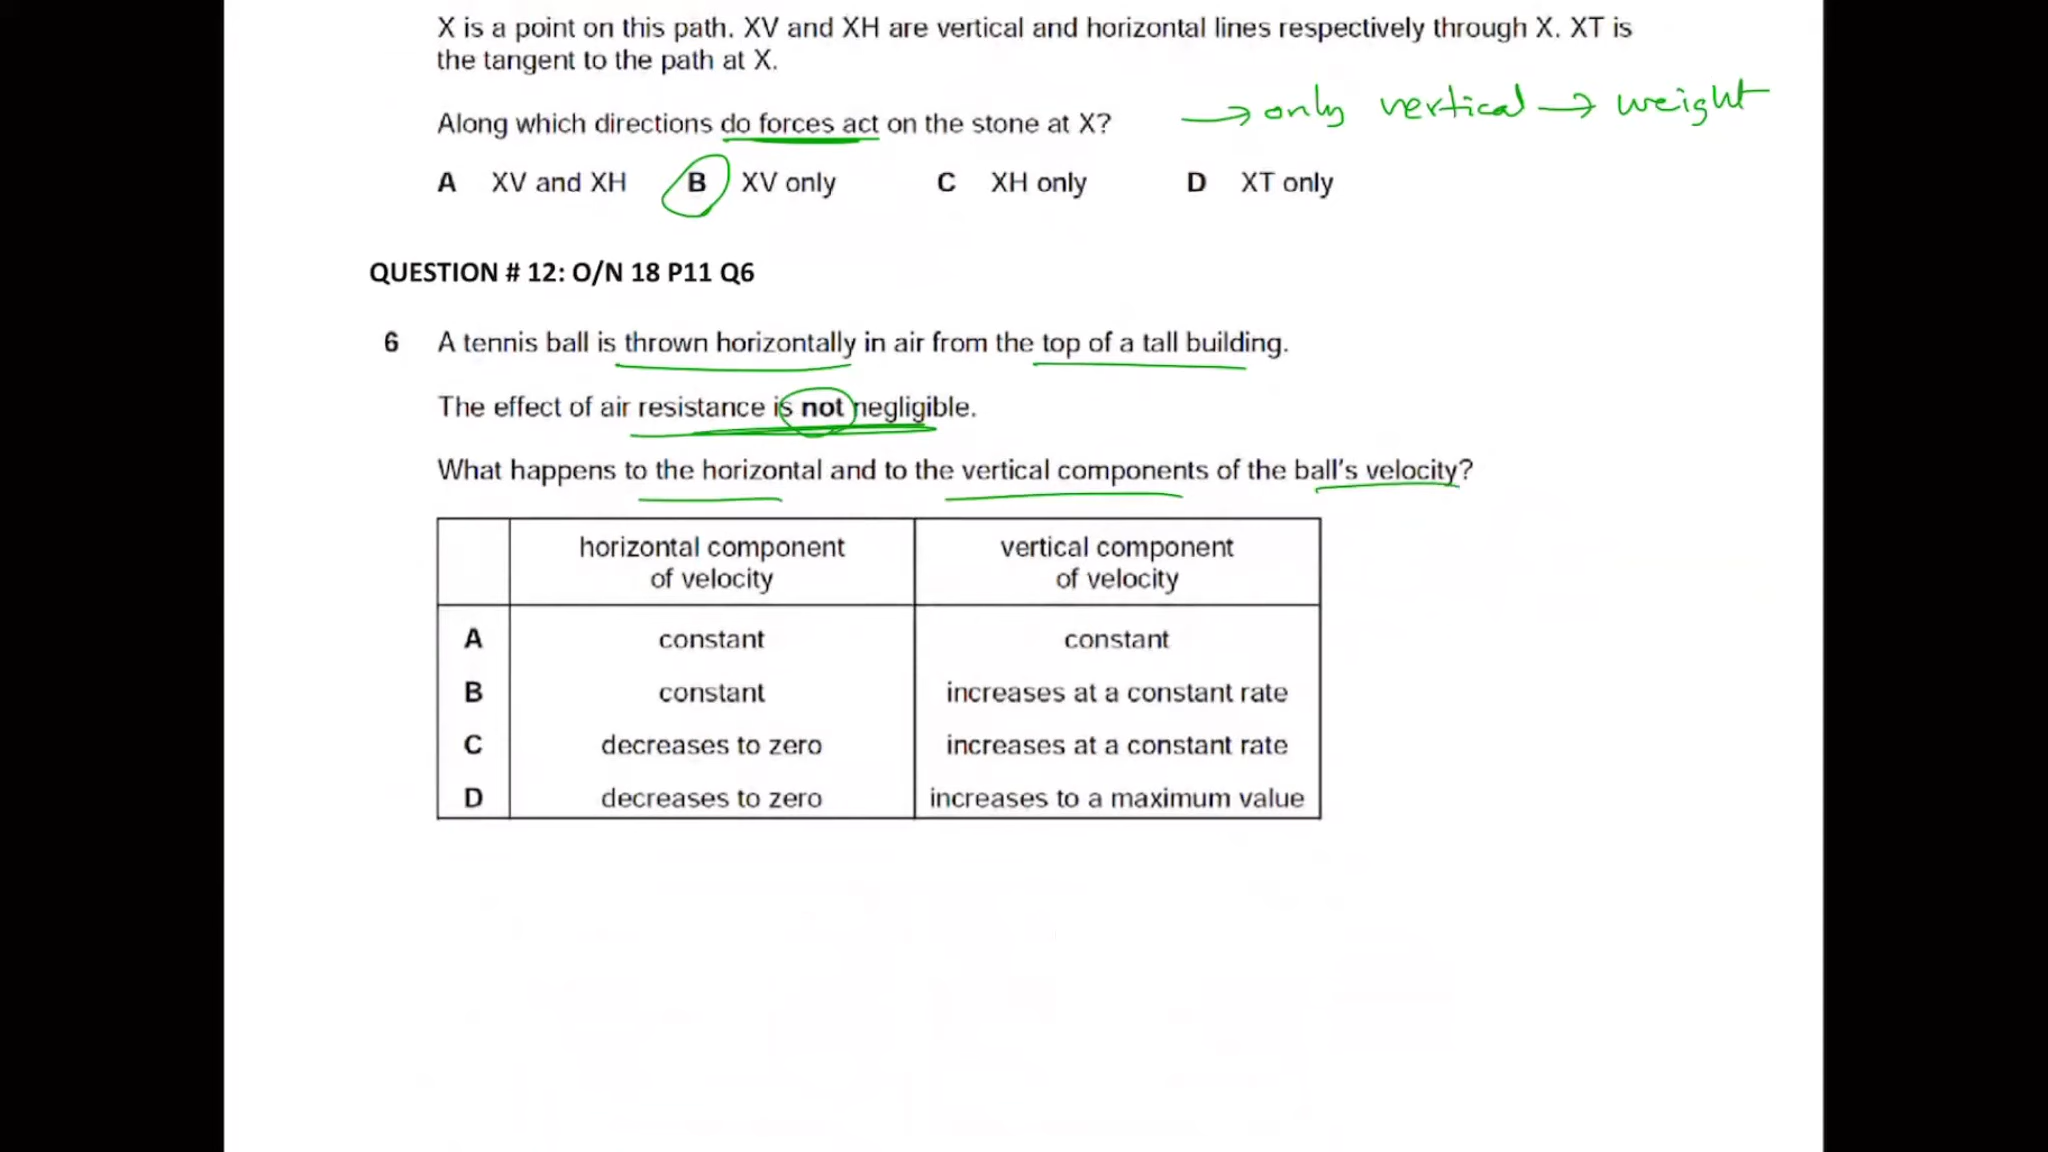 X is a point on this path. XV and XH are vertical and horizontal lines respectively through X. XT is
the tangent to the path at X.
Along which directions do forces act on the stone at X? → only vertical → weight
A XV and XH B XV only C XH only D XT only
QUESTION # 12: O/N 18 P11 Q6
6 A tennis ball is thrown horizontally in air from the top of a tall building.
The effect of air resistance is not negligible.
What happens to the horizontal and to the vertical components of the ball's velocity?
horizontal component vertical component
of velocity of velocity
A constant constant
B constant increases at a constant rate
C decreases to zero increases at a constant rate
D decreases to zero increases to a maximum value